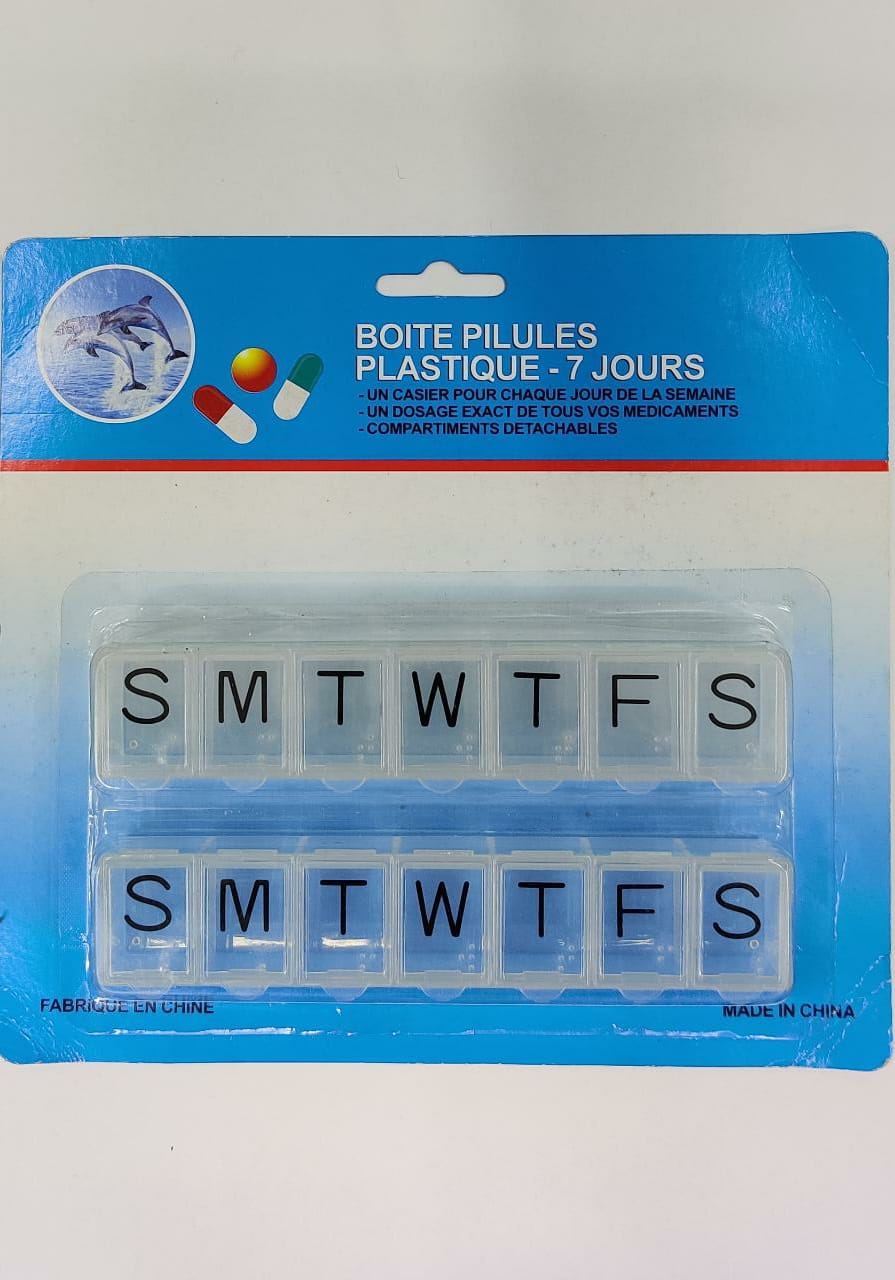 BOITE PILULES
PLASTIQUE - 7 JOURS
- UN CASIER POUR CHAQUE JOUR DE LA SEMAINE
- UN DOSAGE EXACT DE TOUS VOS MEDICAMENTS
- COMPARTIMENTS DETACHABLES
S M T W T F S
S M T W T F S
FABRIQUE EN CHINE
MADE IN CHINA